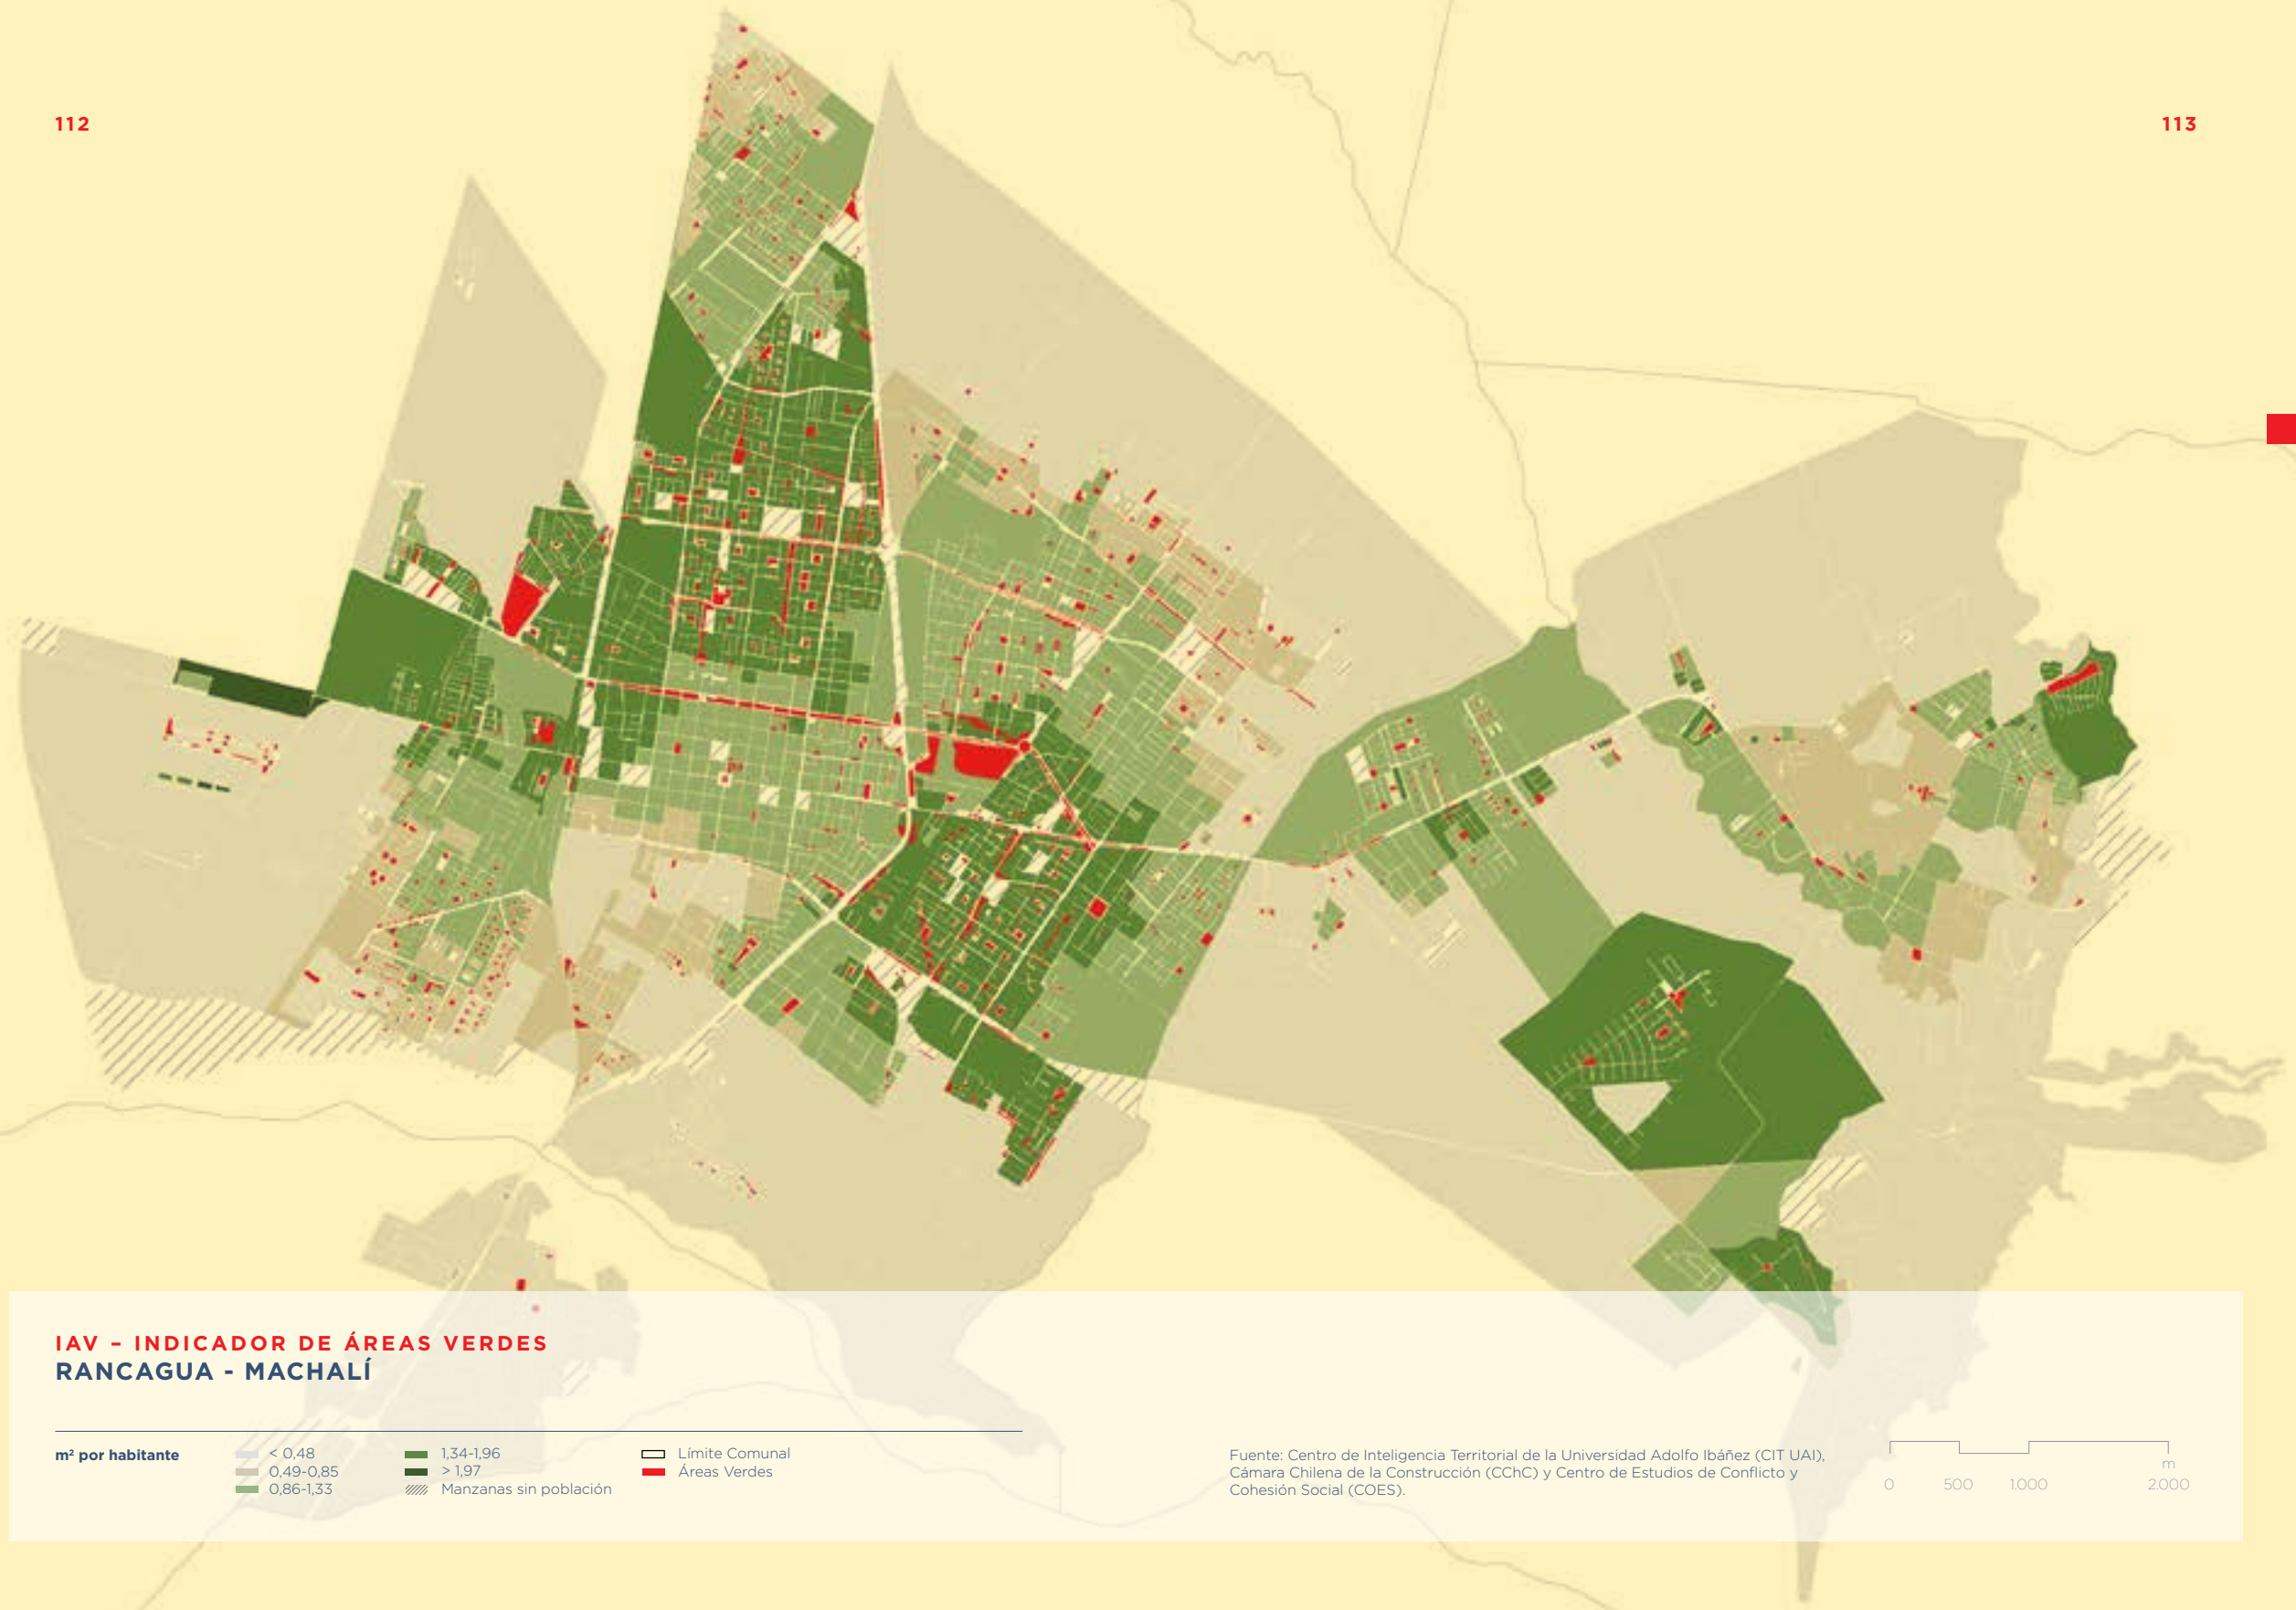 112
113
IAV – INDICADOR DE ÁREAS VERDES
RANCAGUA - MACHALÍ
m² por habitante
< 0,48
0,49-0,85
0,86-1,33
1,34-1,96
> 1,97
Manzanas sin población
Límite Comunal
Áreas Verdes
Fuente: Centro de Inteligencia Territorial de la Universidad Adolfo Ibáñez (CIT UAI),
Cámara Chilena de la Construcción (CChC) y Centro de Estudios de Conflicto y
Cohesión Social (COES).
m
0 500 1.000 2.000